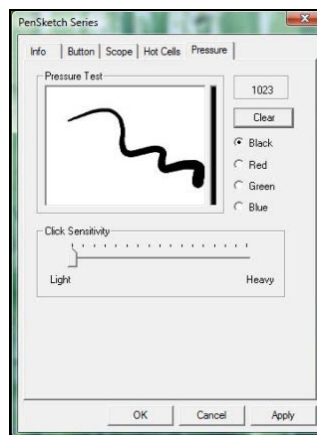 PenSketch Series
Info Button Scope Hot Cells Pressure
Pressure Test
1023
Clear
Black
Red
Green
Blue
Click Sensitivity
Light Heavy
OK Cancel Apply